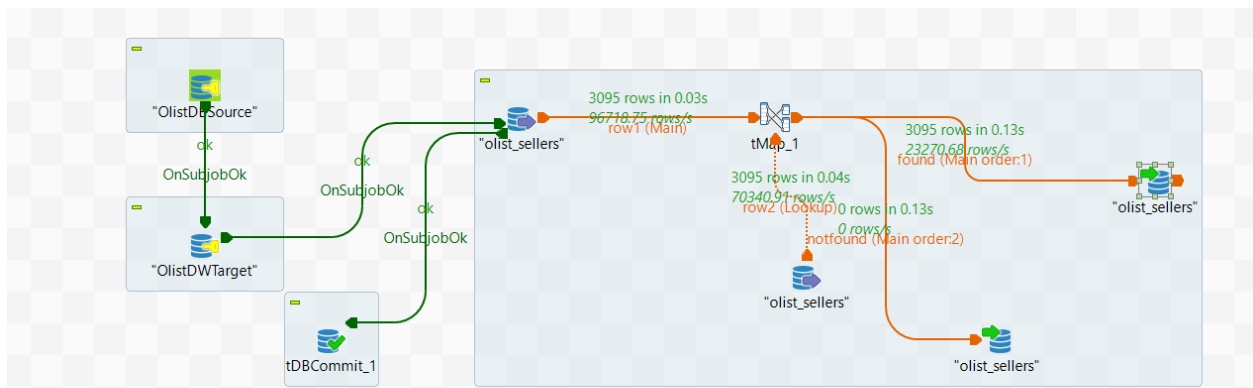 "OlistDBSource"
ok
OnSubjobOk
"OlistDWTarget"
ok
OnSubjobOk
ok
OnSubjobOk
tDBCommit_1
"olist_sellers"
3095 rows in 0.03s
96718.75 rows/s
row1 (Main)
tMap_1
3095 rows in 0.13s
23270.68 rows/s
found (Main order:1)
"olist_sellers"
3095 rows in 0.04s
70340.91 rows/s
row2 (Lookup)
0 rows in 0.13s
0 rows/s
notfound (Main order:2)
"olist_sellers"
"olist_sellers"